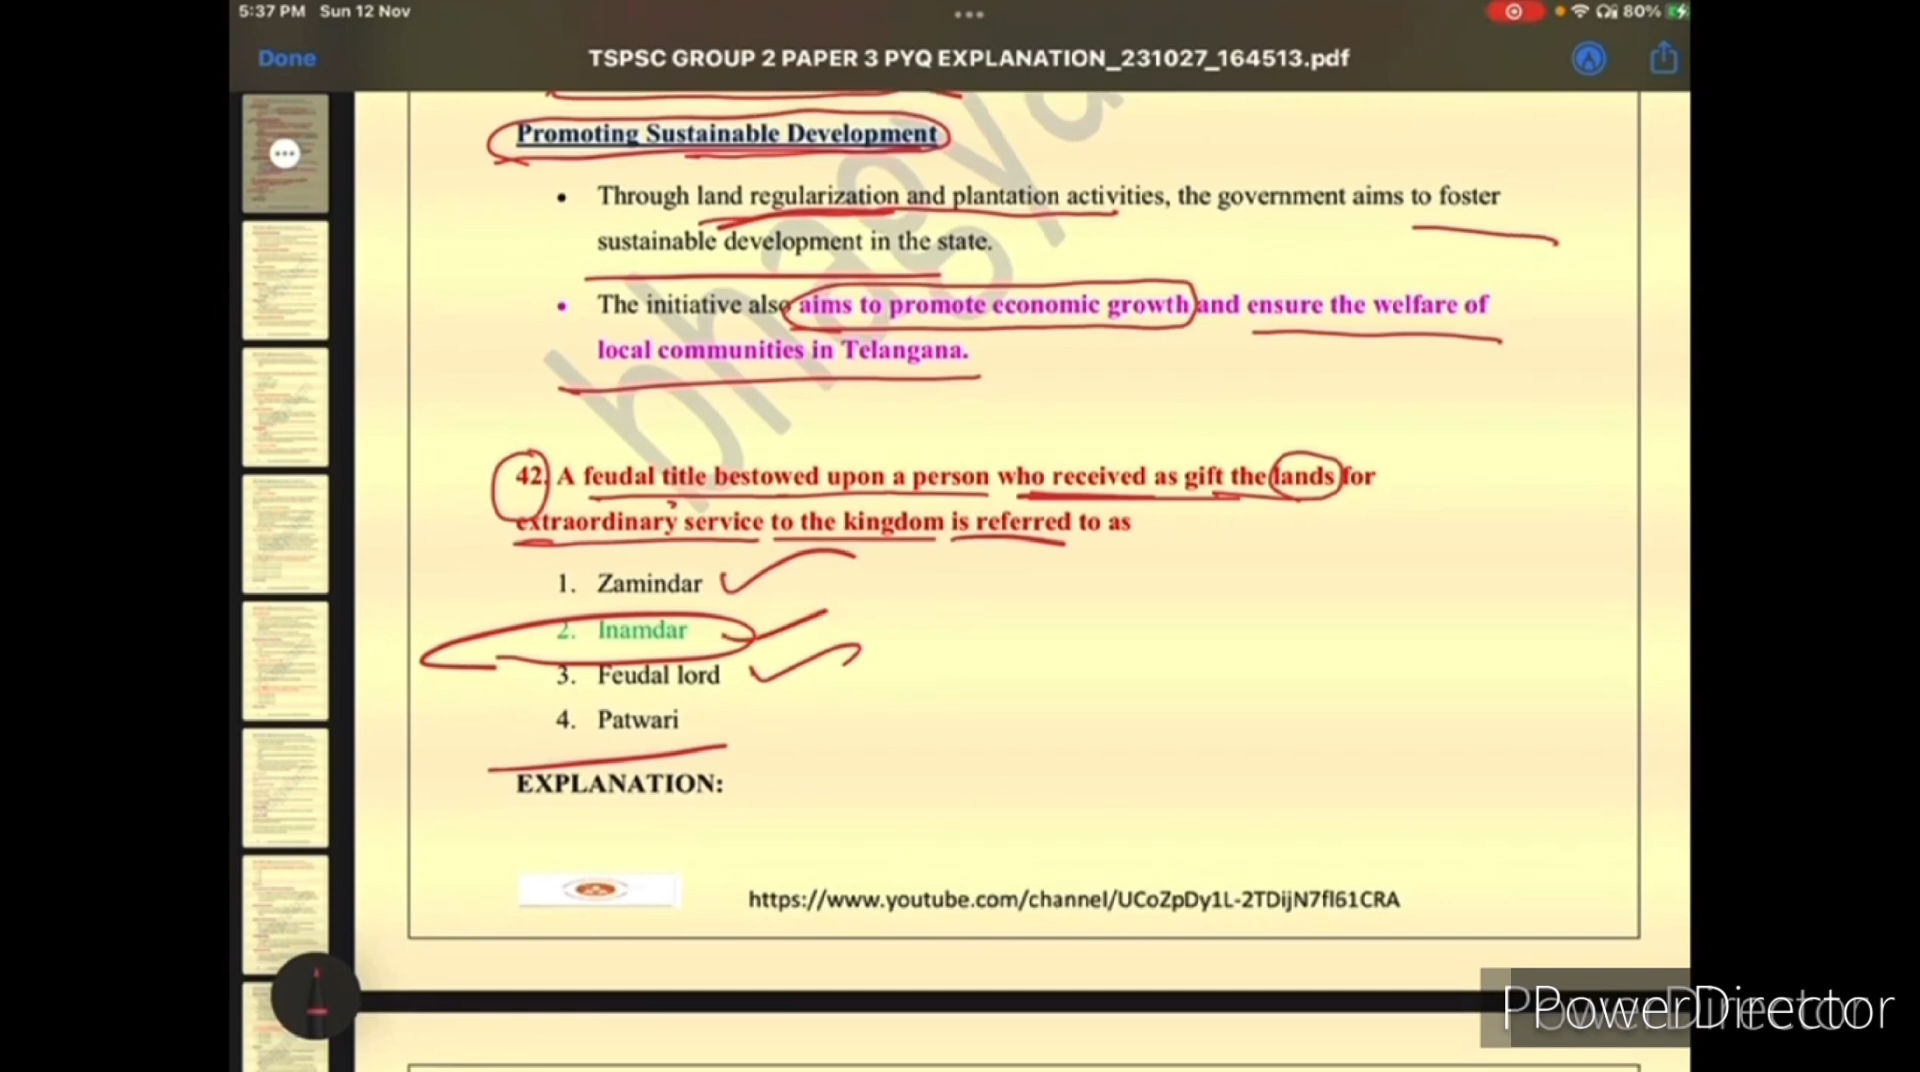 5:37 PM Sun 12 Nov
80%
Done
TSPSC GROUP 2 PAPER 3 PYQ EXPLANATION_231027_164513.pdf
Promoting Sustainable Development
• Through land regularization and plantation activities, the government aims to foster
sustainable development in the state.
• The initiative also aims to promote economic growth and ensure the welfare of
local communities in Telangana.
42. A feudal title bestowed upon a person who received as gift the lands for
extraordinary service to the kingdom is referred to as
1. Zamindar
2. Inamdar
3. Feudal lord
4. Patwari
EXPLANATION:
https://www.youtube.com/channel/UCoZpDy1L-2TDijN7fl61CRA
PowerDirector